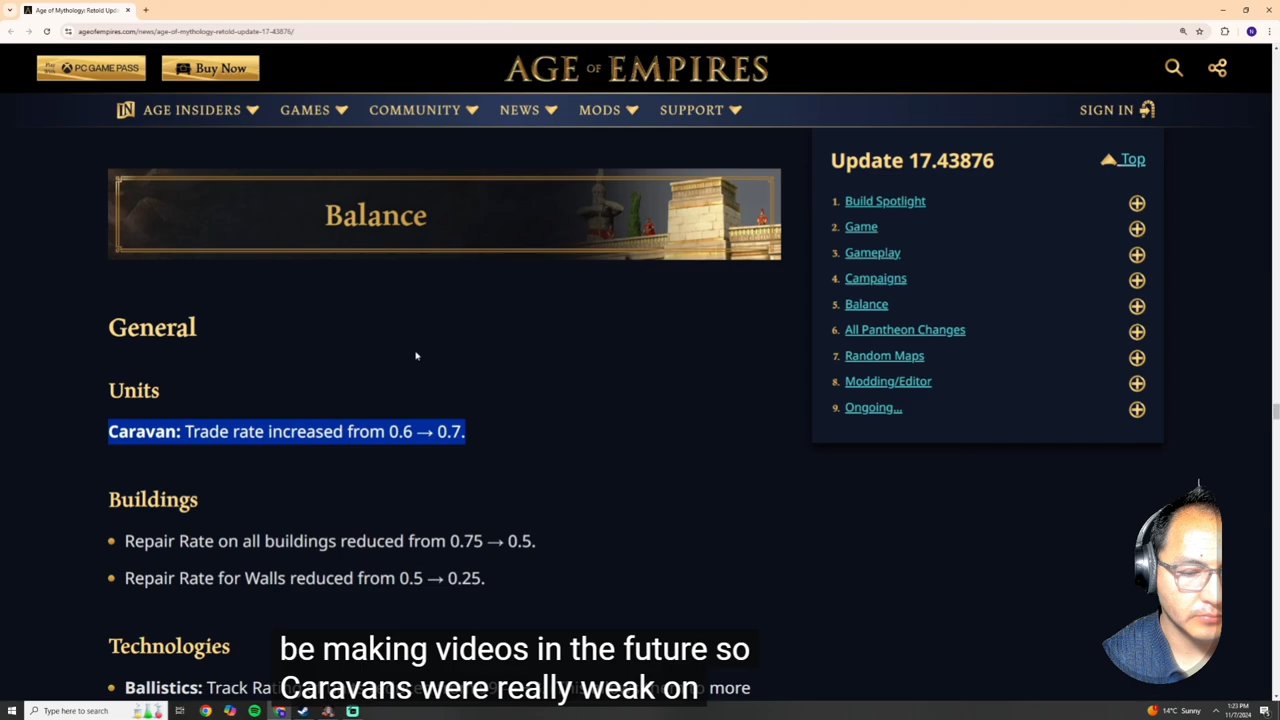 Age of Mythology: Retold Upd
ageofempires.com/news/age-of-mythology-retold-update-17-43876/
PC GAME PASS
Buy Now
AGE OF EMPIRES
AGE INSIDERS
GAMES
COMMUNITY
NEWS
MODS
SUPPORT
SIGN IN
Balance
General
Units
Caravan: Trade rate increased from 0.6 → 0.7.
Buildings
Repair Rate on all buildings reduced from 0.75 → 0.5.
Repair Rate for Walls reduced from 0.5 → 0.25.
Technologies
Ballistics: Track Rat
more
Update 17.43876
Top
1. Build Spotlight
2. Game
3. Gameplay
4. Campaigns
5. Balance
6. All Pantheon Changes
7. Random Maps
8. Modding/Editor
9. Ongoing...
be making videos in the future so
Caravans were really weak on
Type here to search
14°C Sunny
1:23 PM
11/7/2024